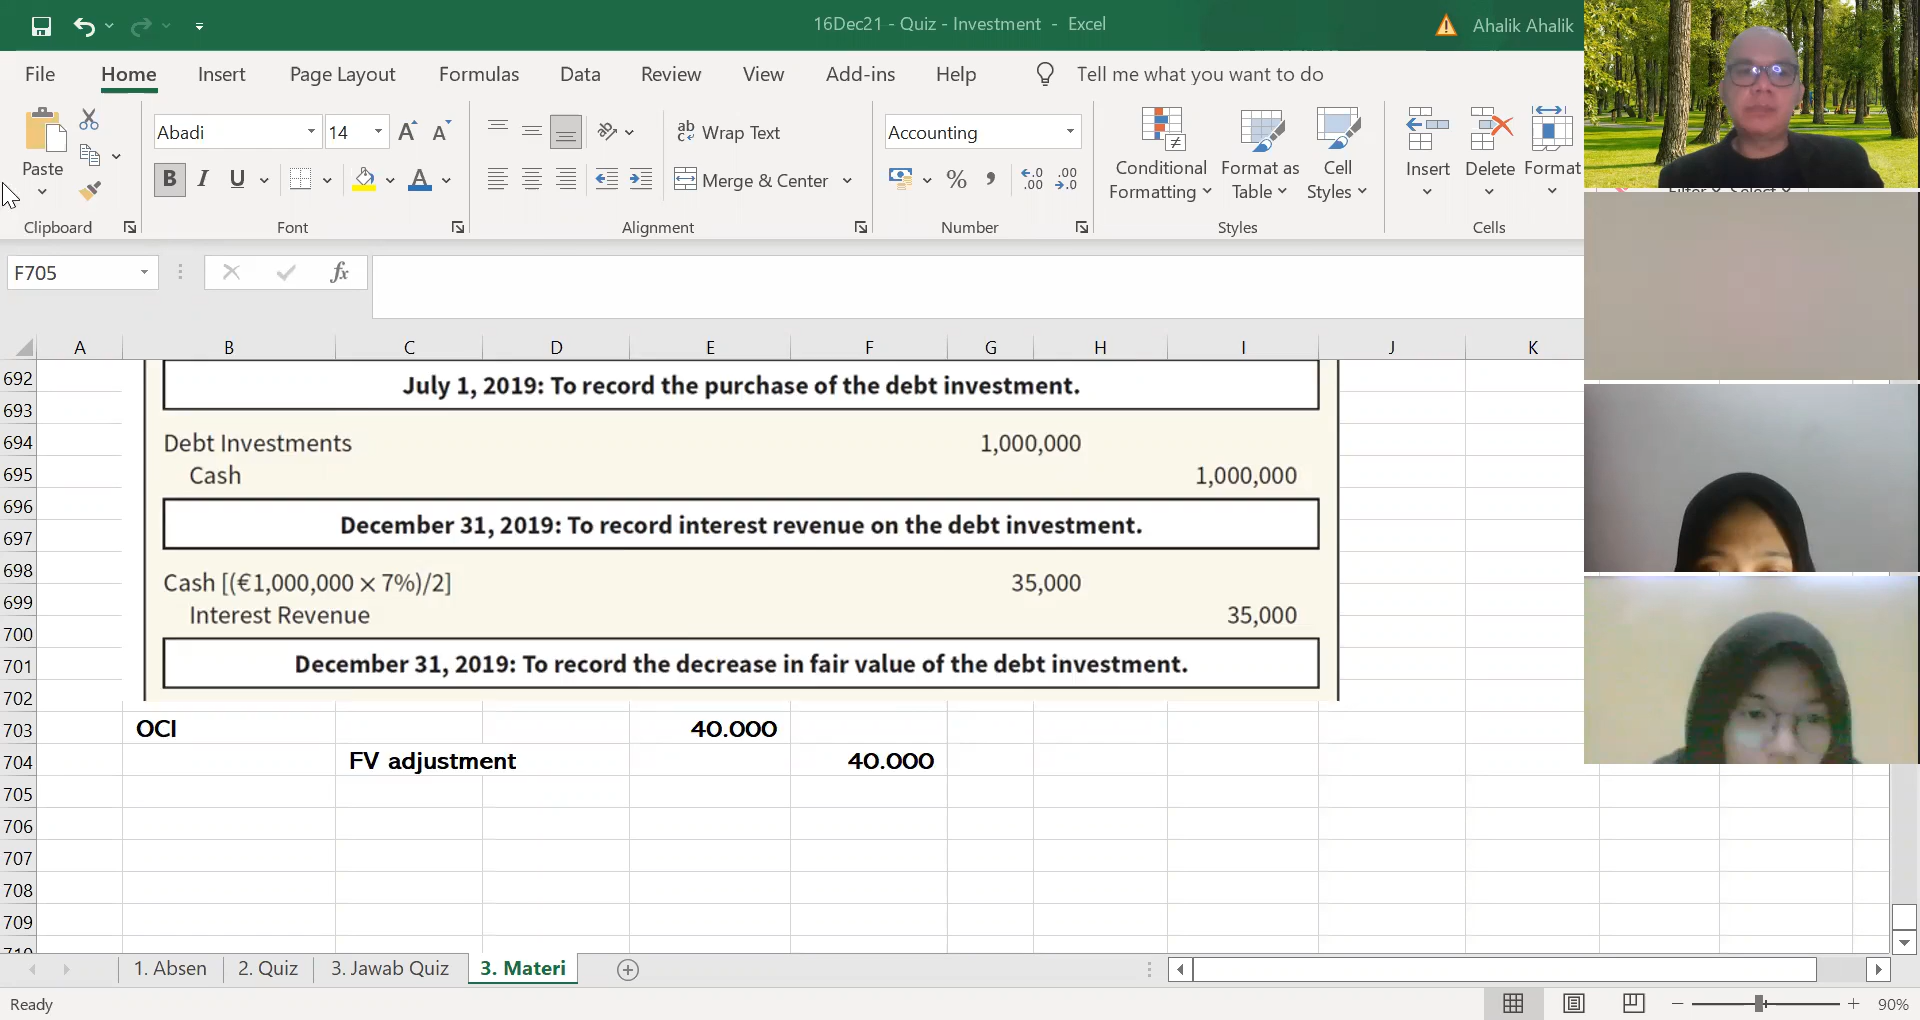 16Dec21 - Quiz - Investment - Excel
Ahalik Ahalik
File Home Insert Page Layout Formulas Data Review View Add-ins Help Tell me what you want to do
Abadi 14
ab Wrap Text
Accounting
Paste
B I U
Merge & Center
Conditional Formatting
Format as Table
Cell Styles
Insert Delete Format
Clipboard Font Alignment Number Styles Cells
F705
fx
A B C D E F G H I J K
692
693
July 1, 2019: To record the purchase of the debt investment.
694 Debt Investments 1,000,000
695 Cash 1,000,000
696
697 December 31, 2019: To record interest revenue on the debt investment.
698
699 Cash [(€1,000,000 × 7%)/2] 35,000
700 Interest Revenue 35,000
701 December 31, 2019: To record the decrease in fair value of the debt investment.
702
703 OCI 40.000
704 FV adjustment 40.000
705
706
707
708
709
1. Absen 2. Quiz 3. Jawab Quiz 3. Materi
Ready
90%